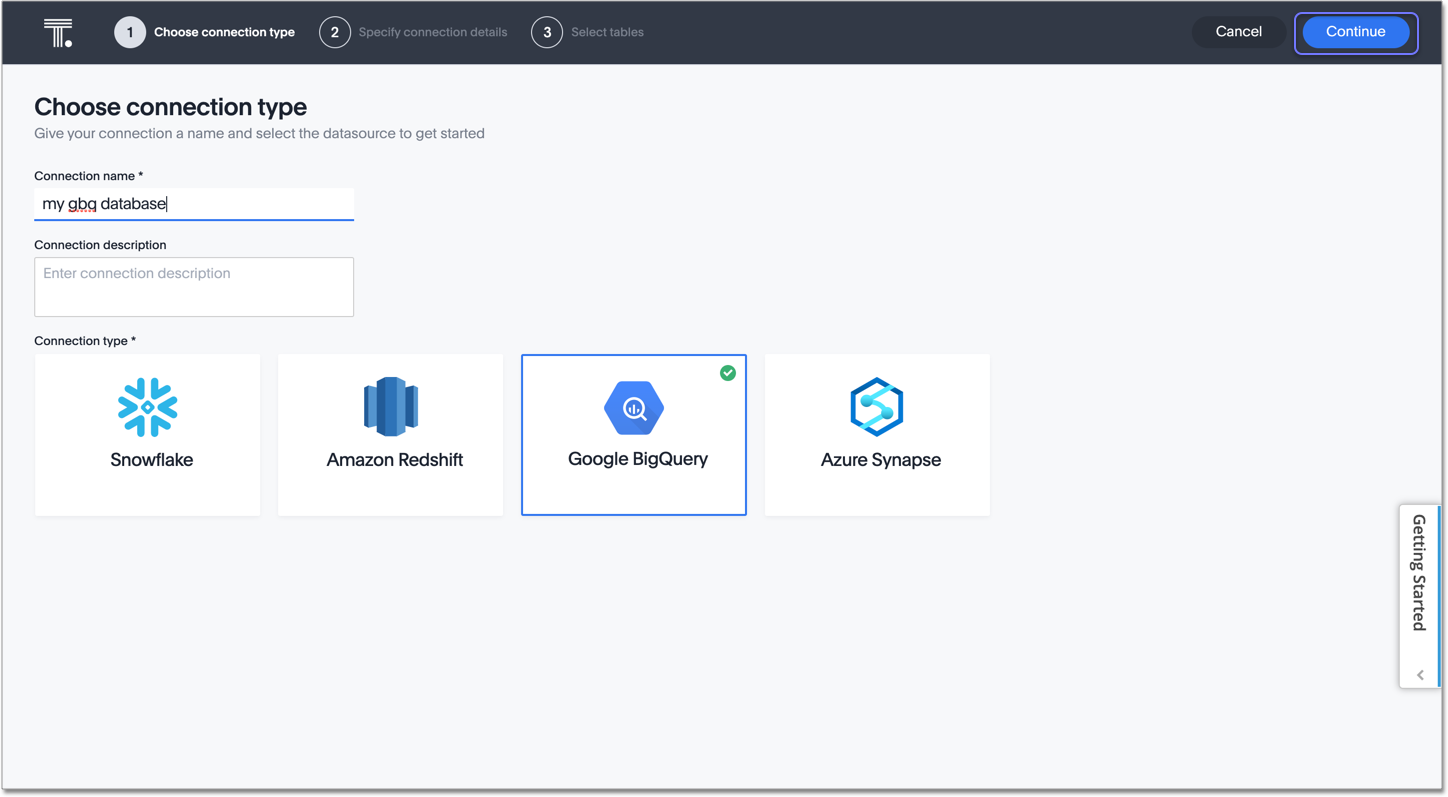 T.
1 Choose connection type 2 Specify connection details 3 Select tables Cancel Continue
Choose connection type
Give your connection a name and select the datasource to get started
Connection name *
my gbq database
Connection description
Enter connection description
Connection type *
Snowflake Amazon Redshift Google BigQuery Azure Synapse
Getting Started